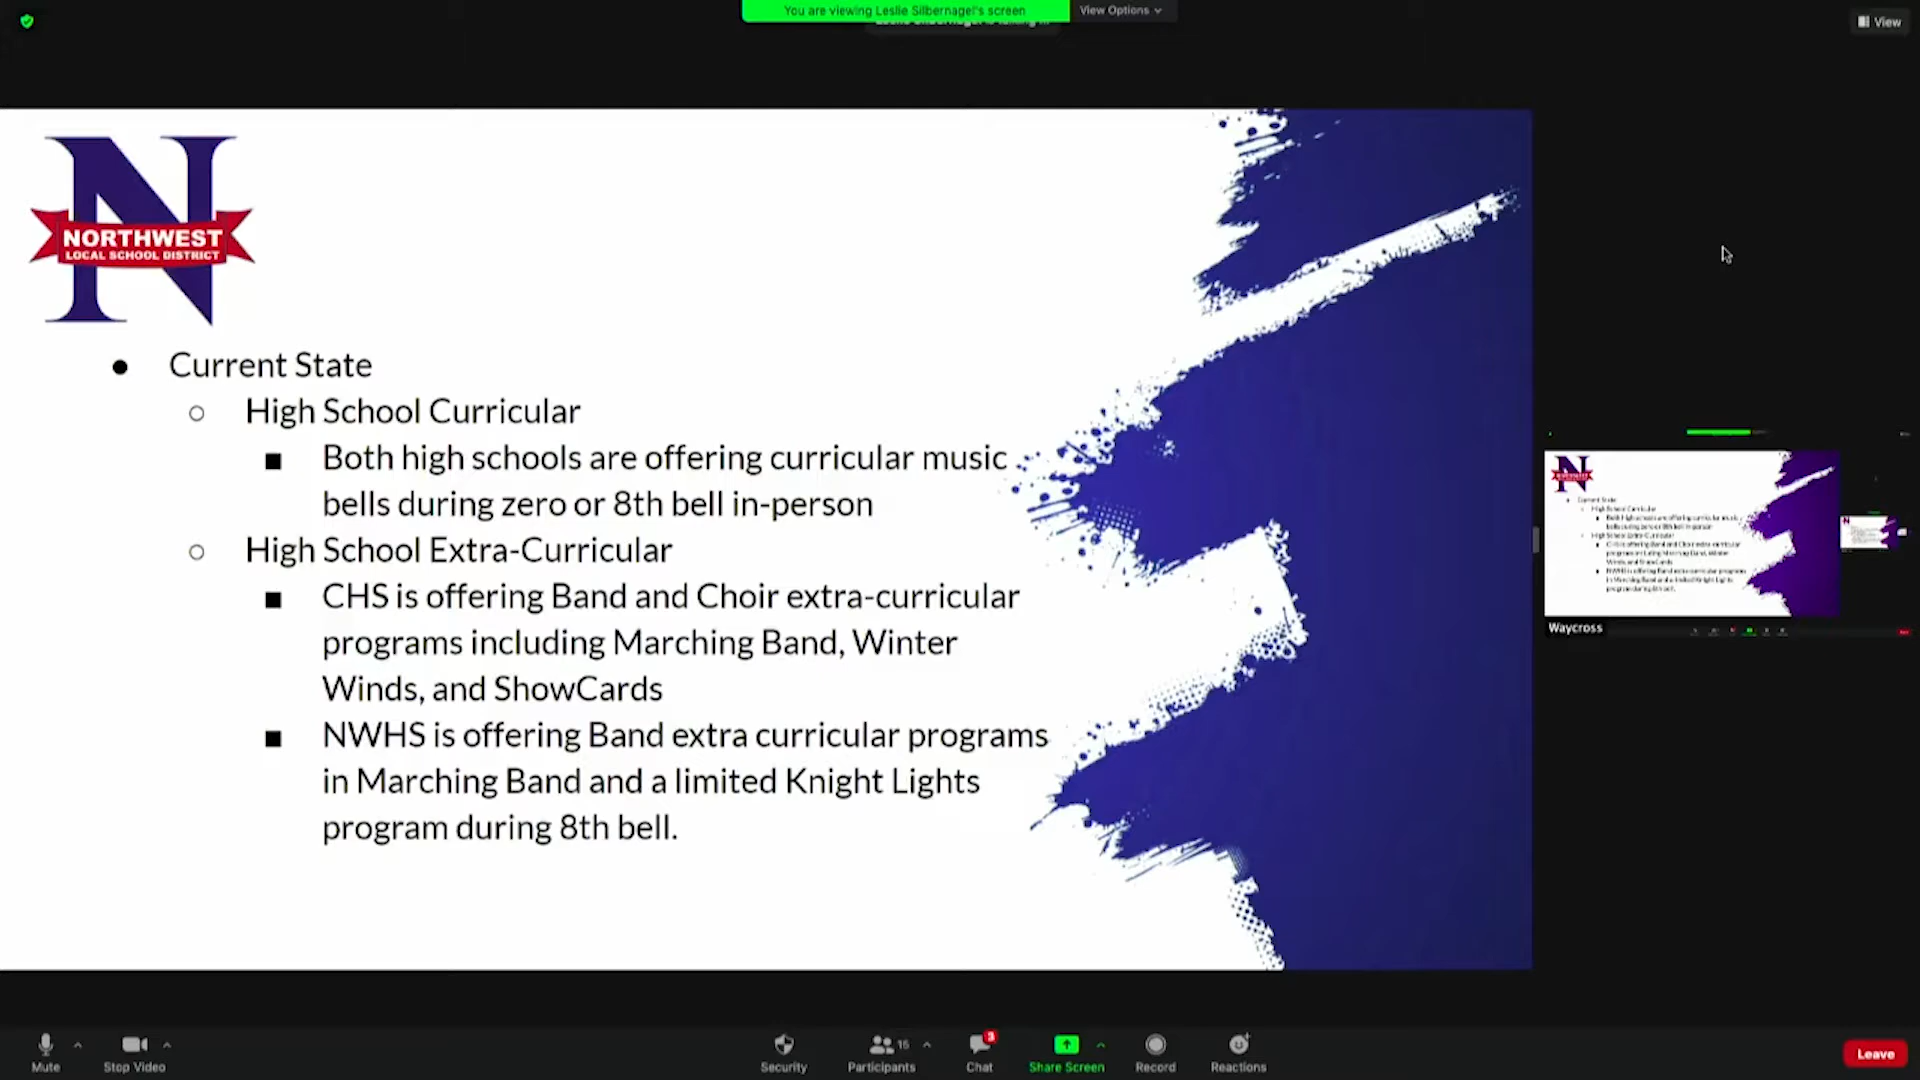 You are viewing Leslie Silbernagel's screen
View Options
View
NORTHWEST
LOCAL SCHOOL DISTRICT
● Current State
○ High School Curricular
■ Both high schools are offering curricular music
bells during zero or 8th bell in-person
○ High School Extra-Curricular
■ CHS is offering Band and Choir extra-curricular
programs including Marching Band, Winter
Winds, and ShowCards
■ NWHS is offering Band extra curricular programs
in Marching Band and a limited Knight Lights
program during 8th bell.
Waycross
Mute
Stop Video
Security
15
Participants
3
Chat
Share Screen
Record
Reactions
Leave